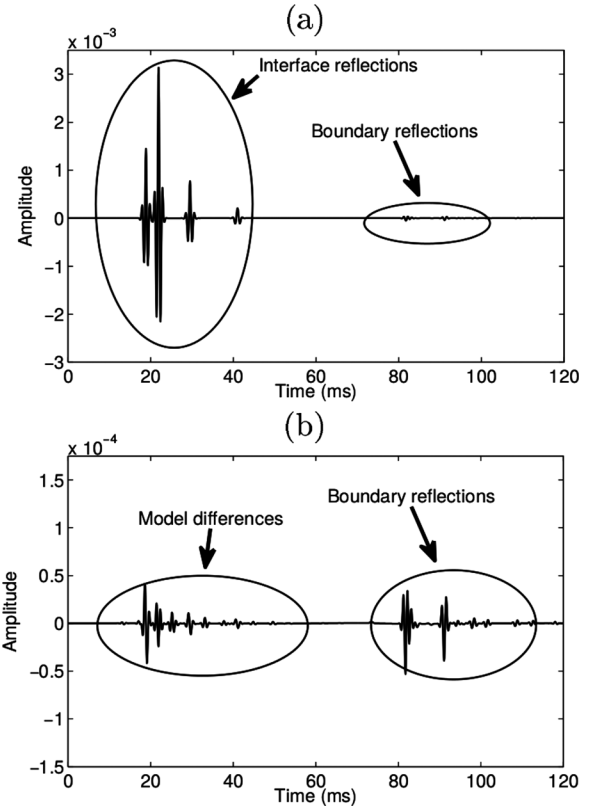 (a)
x 10⁻³
Interface reflections
Boundary reflections
Amplitude
3
2
1
0
−1
−2
−3
0 20 40 60 80 100 120
Time (ms)
(b)
x 10⁻⁴
Model differences
Boundary reflections
Amplitude
1.5
1
0.5
0
−0.5
−1
−1.5
0 20 40 60 80 100 120
Time (ms)